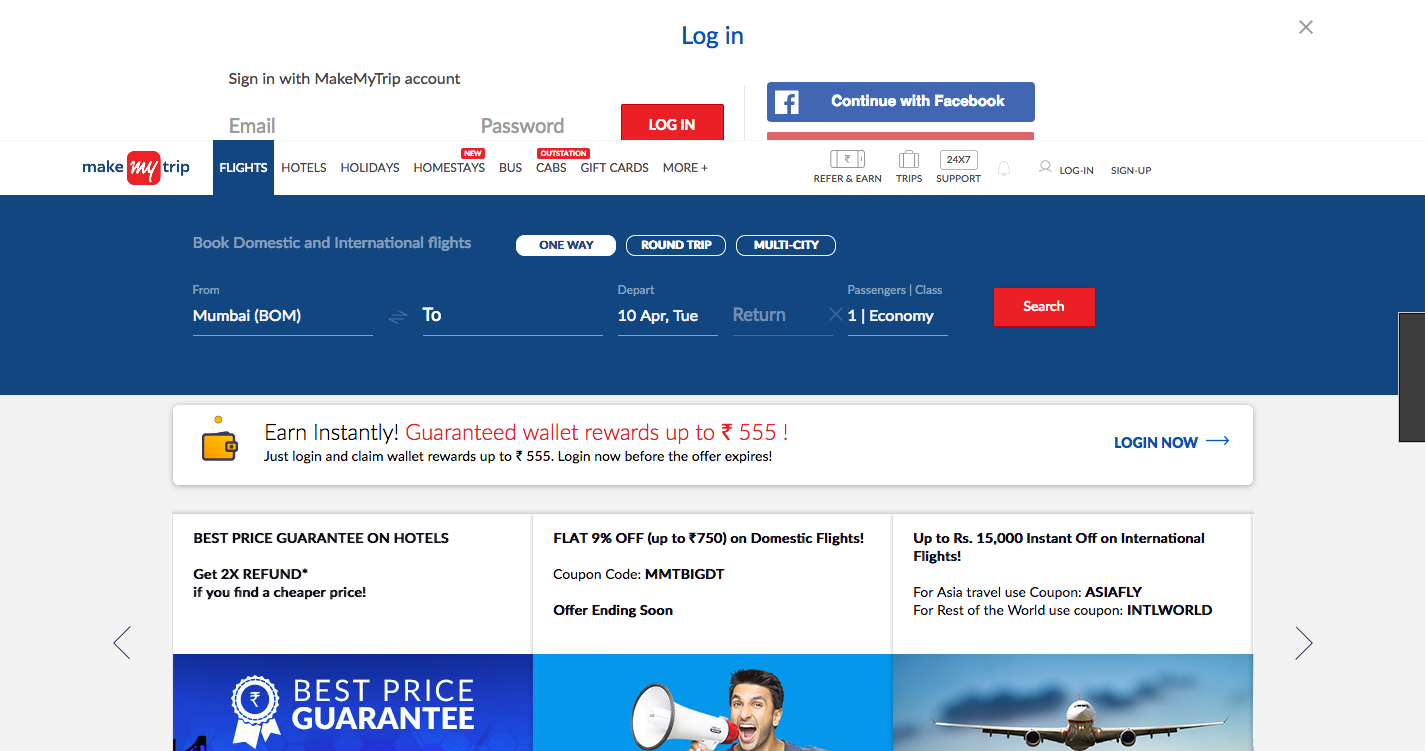 Log in
Sign in with MakeMyTrip account
Email
Password
LOG IN
Continue with Facebook
make my trip
FLIGHTS
HOTELS
HOLIDAYS
NEW
HOMESTAYS
BUS
OUTSTATION
CABS
GIFT CARDS
MORE +
₹
REFER & EARN
TRIPS
24X7
SUPPORT
LOG-IN
SIGN-UP
Book Domestic and International flights
ONE WAY
ROUND TRIP
MULTI-CITY
From
Mumbai (BOM)
To
Depart
10 Apr, Tue
Return
Passengers | Class
1 | Economy
Search
Earn Instantly! Guaranteed wallet rewards up to ₹ 555 !
Just login and claim wallet rewards up to ₹ 555. Login now before the offer expires!
LOGIN NOW
BEST PRICE GUARANTEE ON HOTELS
Get 2X REFUND*
if you find a cheaper price!
FLAT 9% OFF (up to ₹750) on Domestic Flights!
Coupon Code: MMTBIGDT
Offer Ending Soon
Up to Rs. 15,000 Instant Off on International
Flights!
For Asia travel use Coupon: ASIAFLY
For Rest of the World use coupon: INTLWORLD
₹
BEST PRICE
GUARANTEE